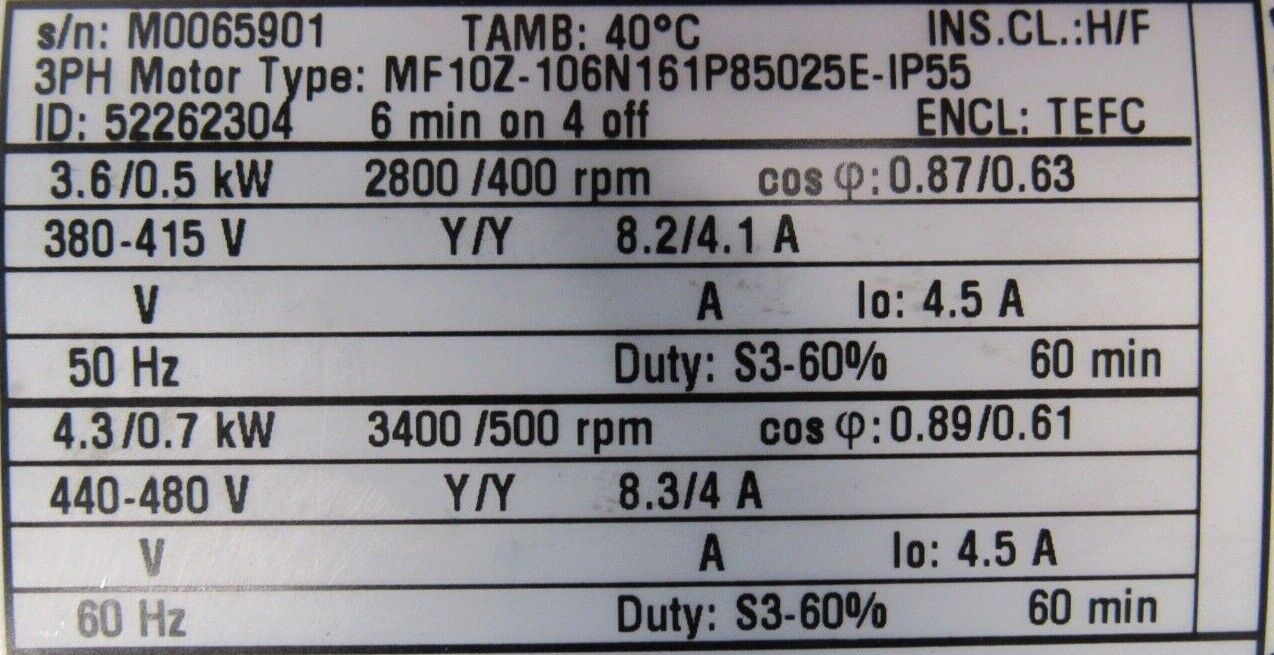 s/n: M0065901 TAMB: 40°C INS.CL.:H/F
3PH Motor Type: MF10Z-106N161P85025E-IP55
ID: 52262304 6 min on 4 off ENCL: TEFC
3.6/0.5 kW 2800 /400 rpm cos φ: 0.87/0.63
380-415 V Y/Y 8.2/4.1 A
V A Io: 4.5 A
50 Hz Duty: S3-60% 60 min
4.3/0.7 kW 3400 /500 rpm cos φ: 0.89/0.61
440-480 V Y/Y 8.3/4 A
V A Io: 4.5 A
60 Hz Duty: S3-60% 60 min